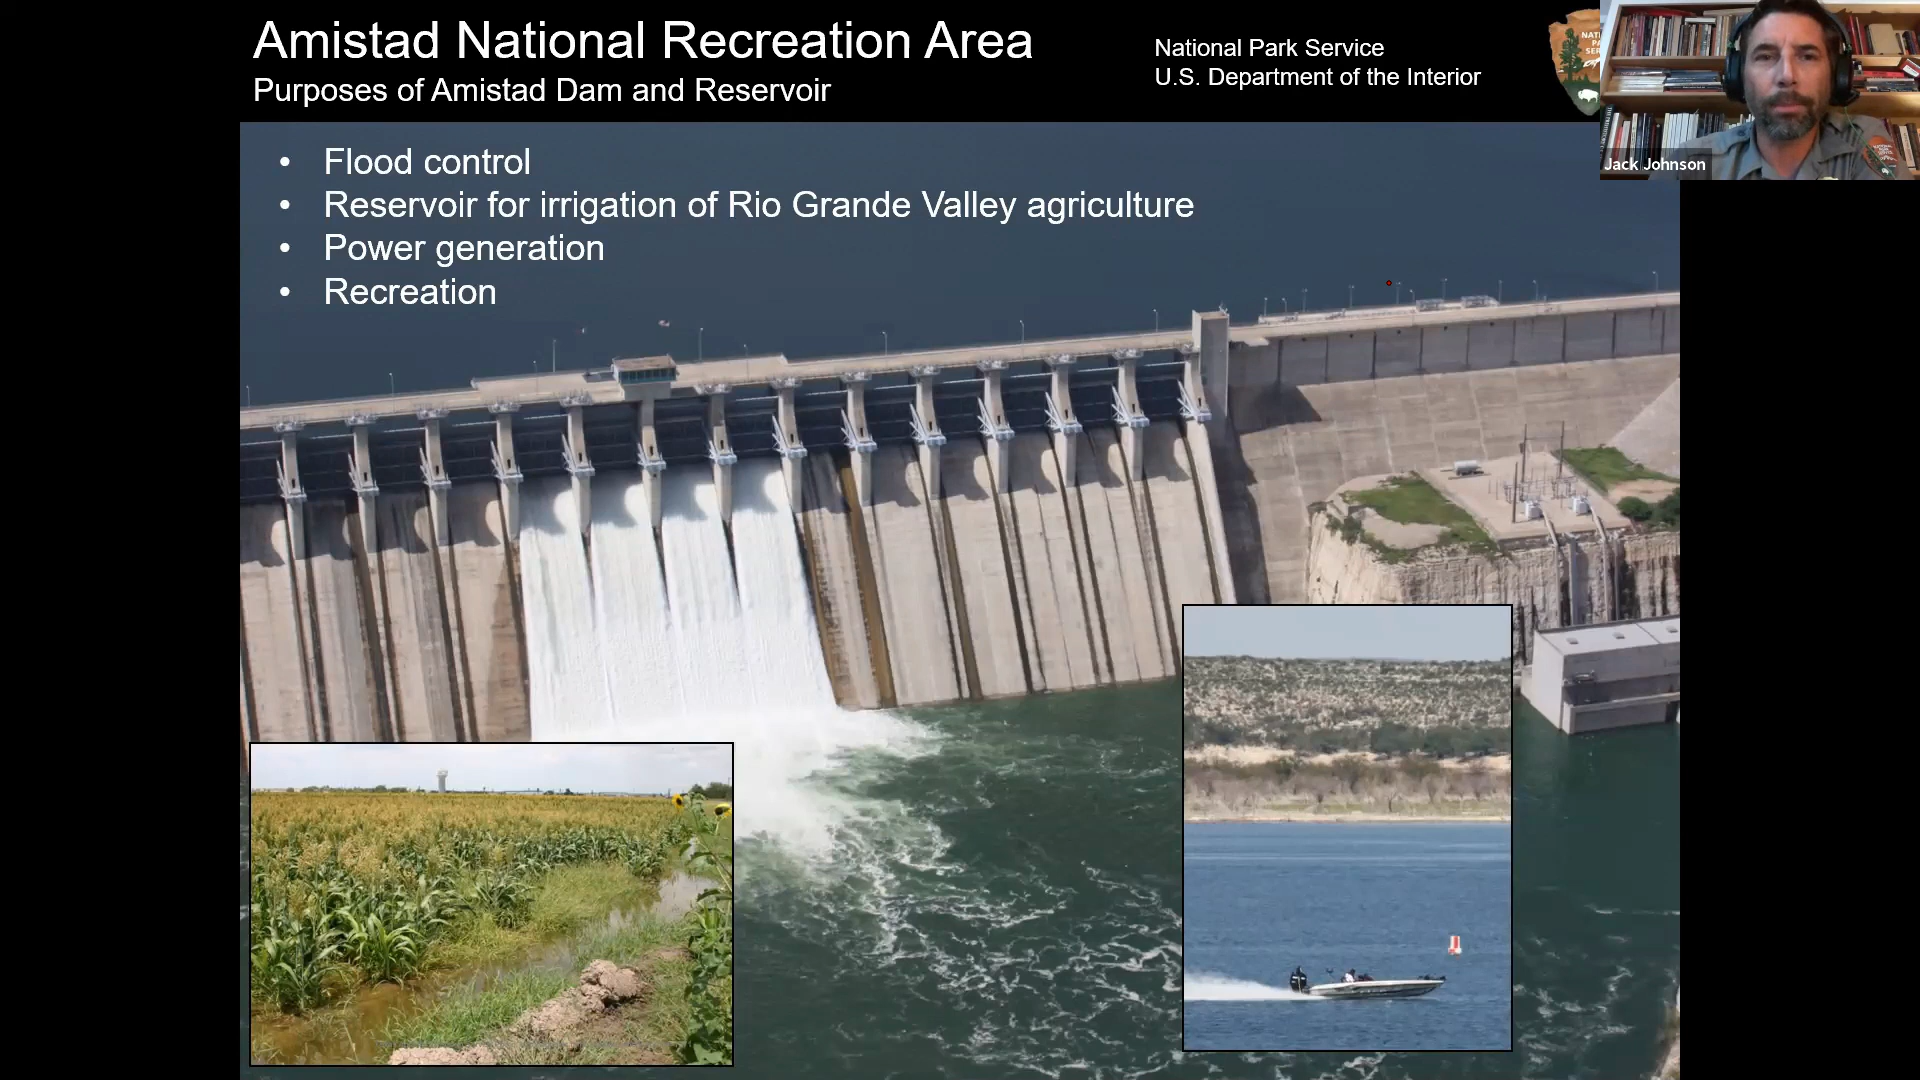 Amistad National Recreation Area
Purposes of Amistad Dam and Reservoir
National Park Service
U.S. Department of the Interior
• Flood control
• Reservoir for irrigation of Rio Grande Valley agriculture
• Power generation
• Recreation
Jack Johnson